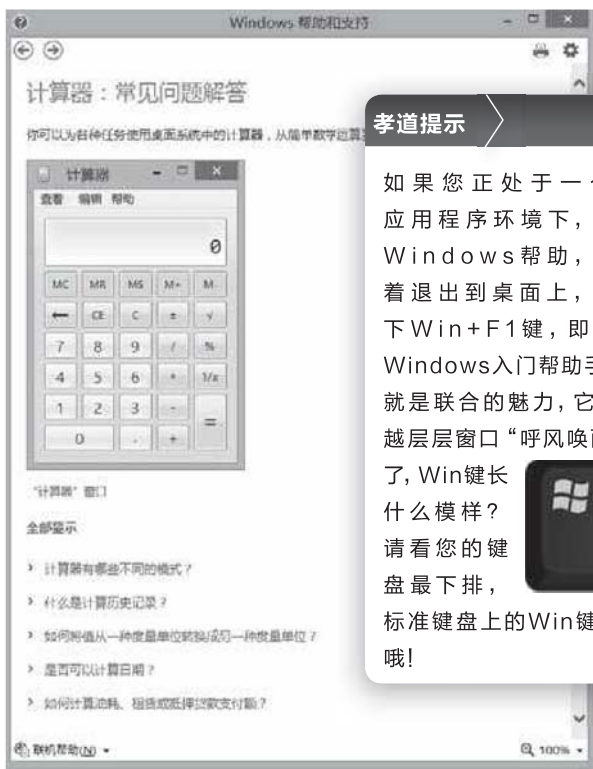 Windows 帮助和支持
计算器：常见问题解答
你可以为各种任务使用桌面系统中的计算器，从简单数学运算
计算器
查看 编辑 帮助
0
MC MR MS M+ M-
← CE C ± √
7 8 9 / %
4 5 6 * 1/x
1 2 3 - =
0 . +
“计算器” 窗口
全部显示
计算器有哪些不同的模式？
什么是计算历史记录？
如何将值从一种度量单位转换成另一种度量单位？
是否可以计算日期？
如何计算油耗、租赁或抵押贷款支付额？
联机帮助(N)
100%
孝道提示
如果您正处于一
应用程序环境下，
Windows帮助，
着退出到桌面上，
下Win+F1键，即
Windows入门帮助
就是联合的魅力，它
越层层窗口“呼风唤
了，Win键长
什么模样？
请看您的键
盘最下排，
标准键盘上的Win键
哦！